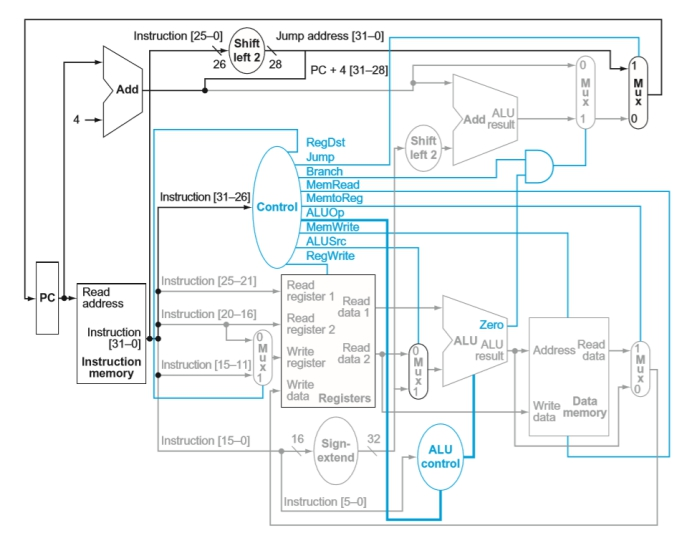 Instruction [25–0]
Shift
left 2
Jump address [31–0]
26
28
PC + 4 [31–28]
Add
4
0
M
u
x
1
1
M
u
x
0
Add ALU
result
Shift
left 2
RegDst
Jump
Branch
MemRead
MemtoReg
ALUOp
MemWrite
ALUSrc
RegWrite
Instruction [31–26]
Control
PC
Read
address
Instruction
[31–0]
Instruction
memory
Instruction [25–21]
Instruction [20–16]
Instruction [15–11]
0
M
u
x
1
Read
register 1
Read
data 1
Read
register 2
Write
register
Read
data 2
Write
data
Registers
0
M
u
x
1
Zero
ALU ALU
result
Address
Read
data
Write
data
Data
memory
1
M
u
x
0
Instruction [15–0]
16
Sign-
extend
32
ALU
control
Instruction [5–0]